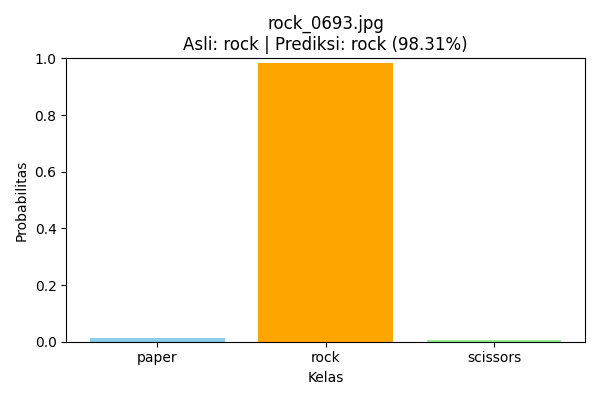 rock_0693.jpg
Asli: rock | Prediksi: rock (98.31%)
1.0
0.8
0.6
0.4
0.2
0.0
Probabilitas
paper rock scissors
Kelas